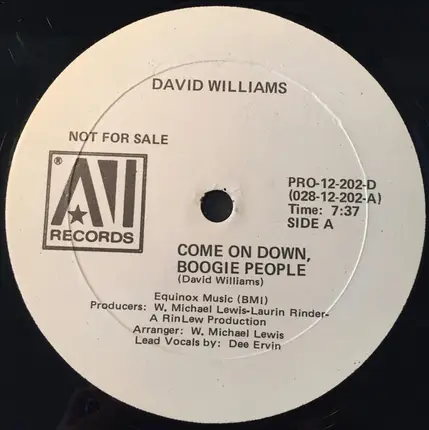 DAVID WILLIAMS
NOT FOR SALE
® AVI
RECORDS
PRO-12-202-D
(028-12-202-A)
Time: 7:37
SIDE A
COME ON DOWN,
BOOGIE PEOPLE
(David Williams)
Equinox Music (BMI)
Producers: W. Michael Lewis-Laurin Rinder-
A RinLew Production
Arranger: W. Michael Lewis
Lead Vocals by: Dee Ervin